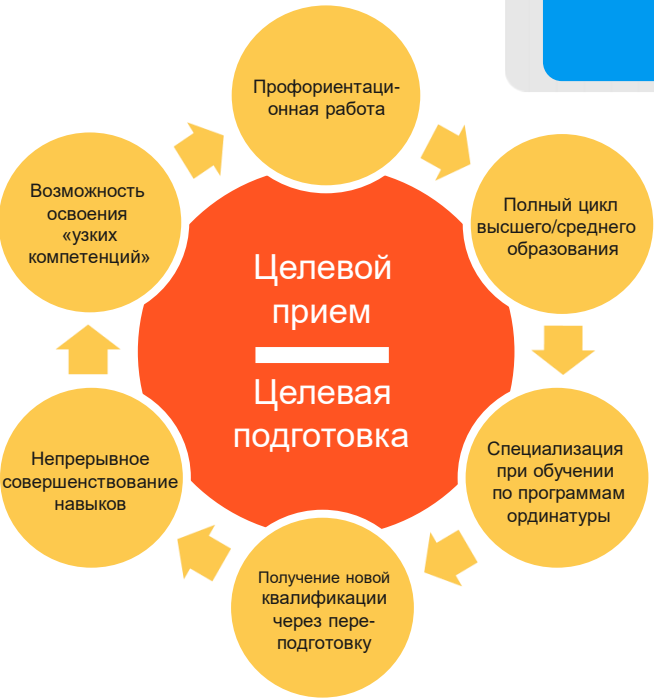 Профориентаци-
онная работа
Полный цикл
высшего/среднего
образования
Специализация
при обучении
по программам
ординатуры
Получение новой
квалификации
через пере-
подготовку
Непрерывное
совершенствование
навыков
Возможность
освоения
«узких
компетенций»
Целевой
прием
Целевая
подготовка